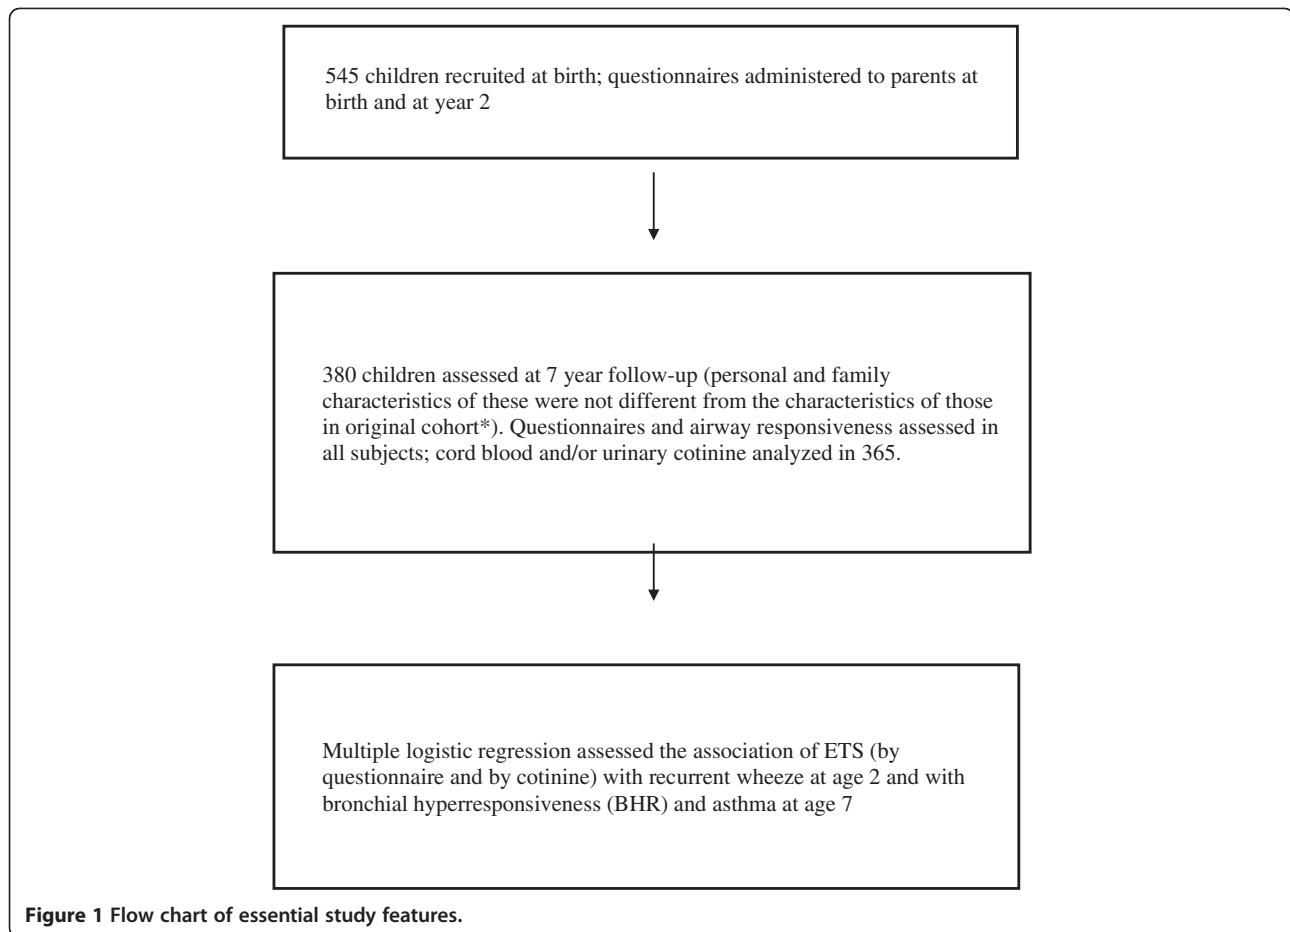 545 children recruited at birth; questionnaires administered to parents at
birth and at year 2
380 children assessed at 7 year follow-up (personal and family
characteristics of these were not different from the characteristics of those
in original cohort*). Questionnaires and airway responsiveness assessed in
all subjects; cord blood and/or urinary cotinine analyzed in 365.
Multiple logistic regression assessed the association of ETS (by
questionnaire and by cotinine) with recurrent wheeze at age 2 and with
bronchial hyperresponsiveness (BHR) and asthma at age 7
Figure 1 Flow chart of essential study features.